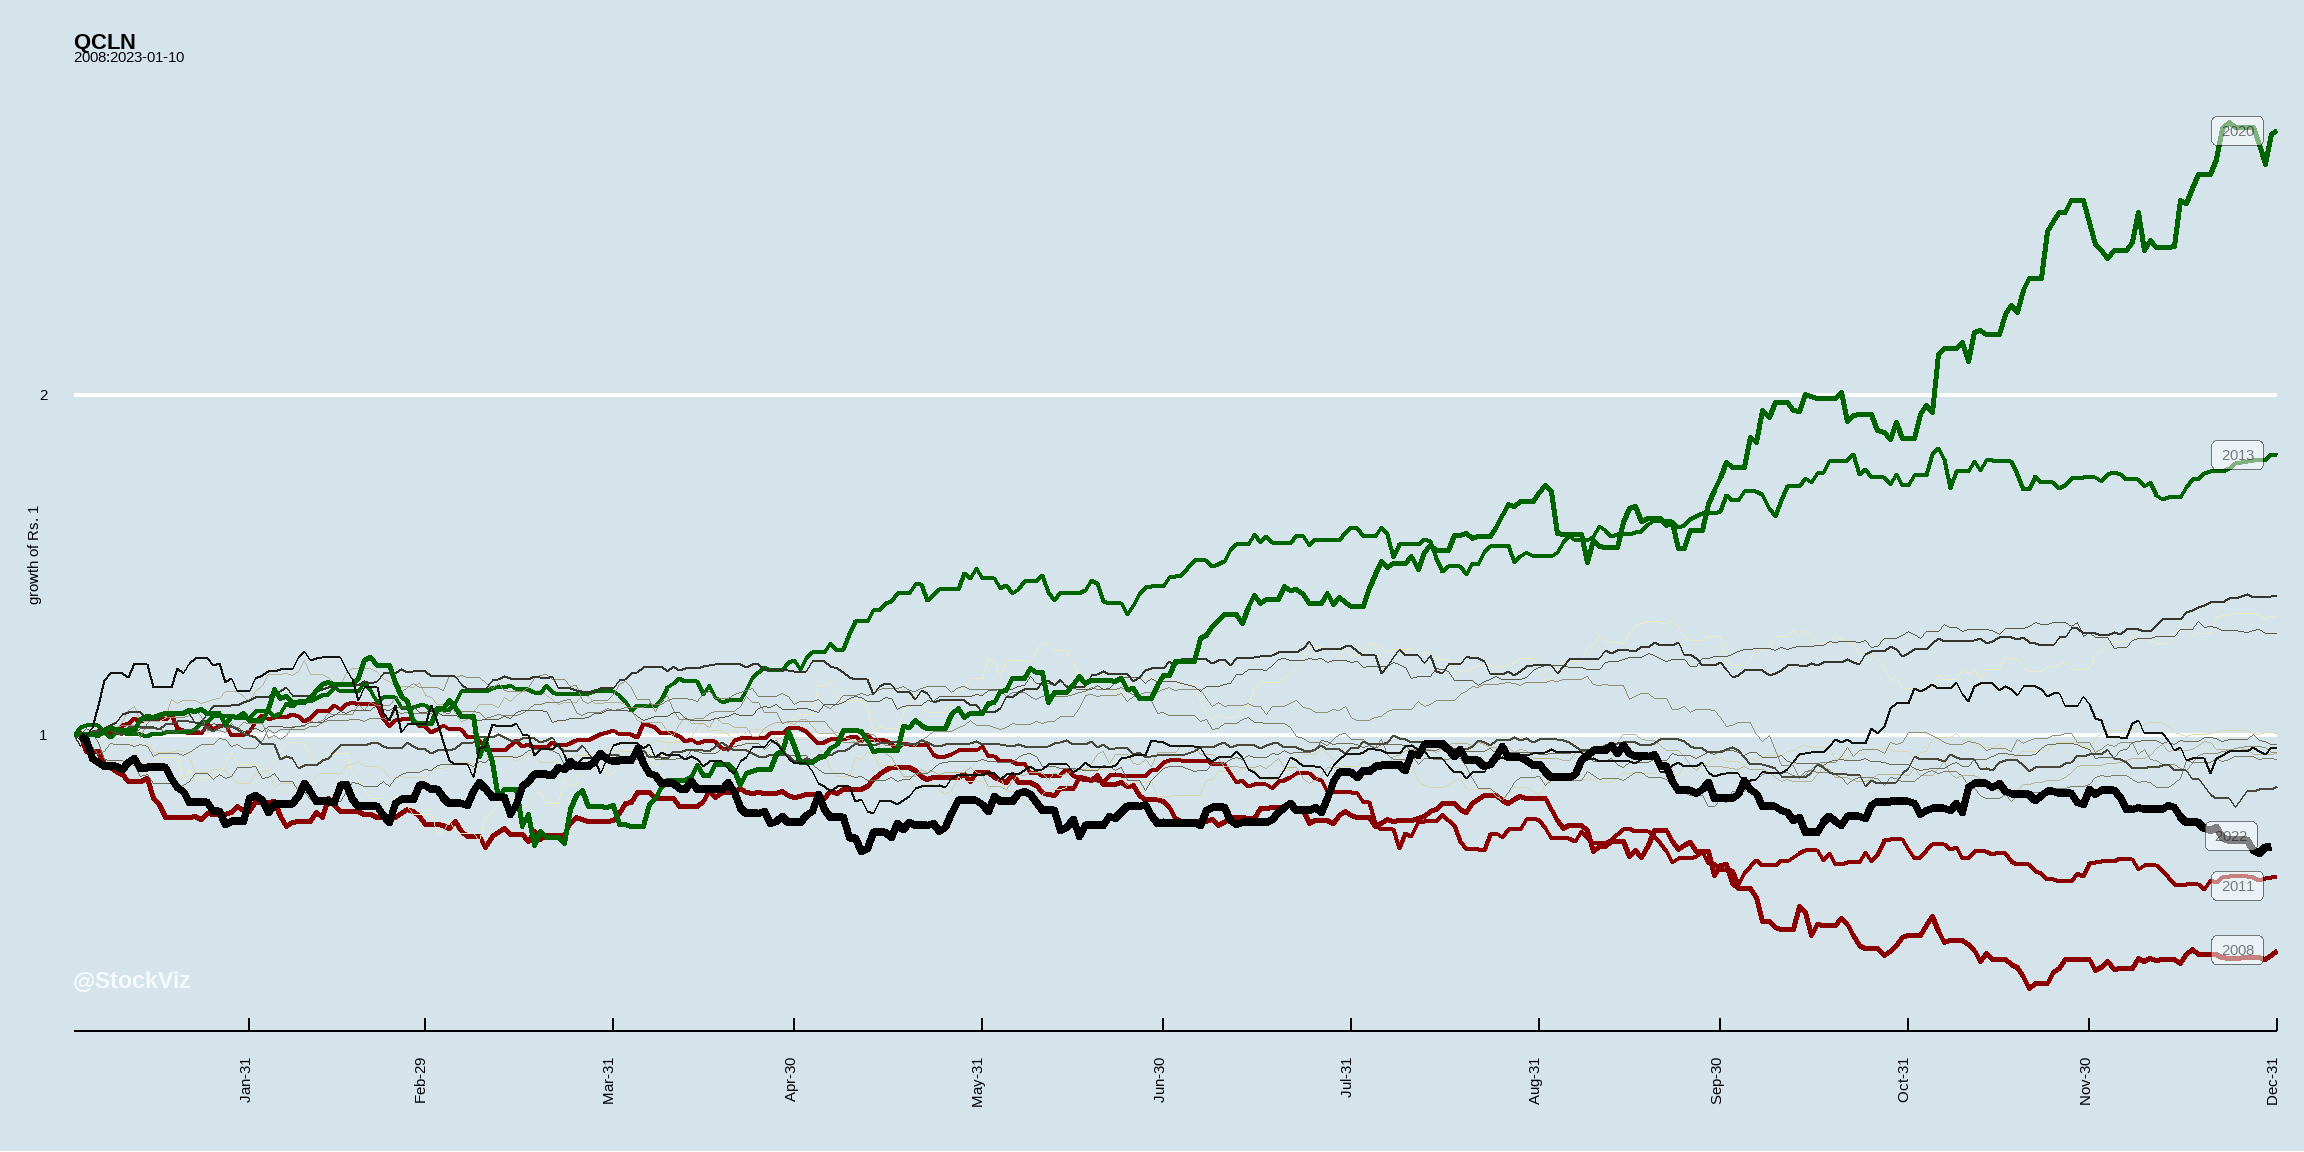 QCLN
2008:2023-01-10
2020
2
2013
growth of Rs. 1
1
2022
2011
2008
@StockViz
Jan-31
Feb-29
Mar-31
Apr-30
May-31
Jun-30
Jul-31
Aug-31
Sep-30
Oct-31
Nov-30
Dec-31